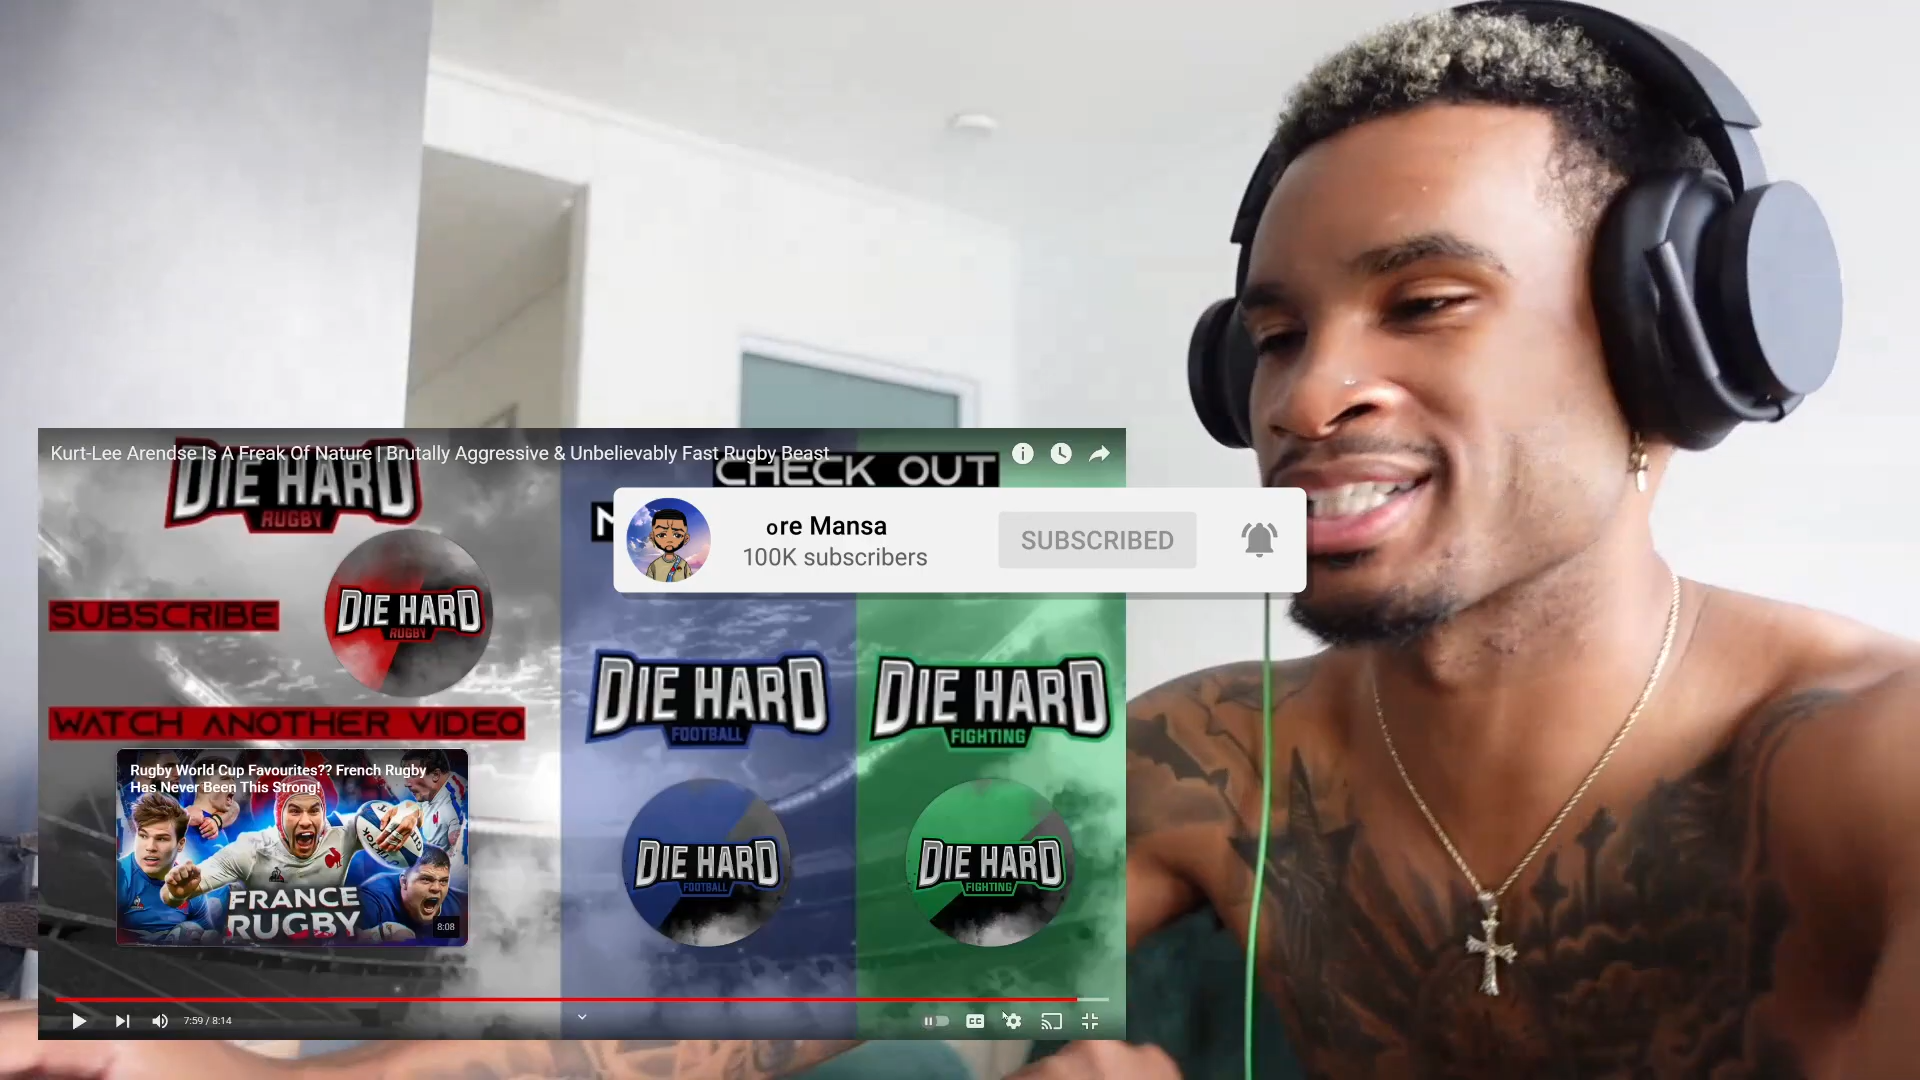 Kurt-Lee Arendse Is A Freak Of Nature | Brutally Aggressive & Unbelievably Fast Rugby Beast
DIE HARD
RUGBY
CHECK OUT
ore Mansa
100K subscribers
SUBSCRIBED
SUBSCRIBE
DIE HARD
RUGBY
WATCH ANOTHER VIDEO
Rugby World Cup Favourites?? French Rugby
Has Never Been This Strong!
FRANCE
RUGBY
8:08
DIE HARD
FOOTBALL
DIE HARD
FIGHTING
DIE HARD
FOOTBALL
DIE HARD
FIGHTING
7:59 / 8:14
CC